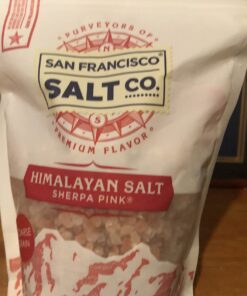 PURVEYORS OF
N
SAN FRANCISCO®
SALT CO.
S
PREMIUM FLAVOR
HIMALAYAN SALT
SHERPA PINK®